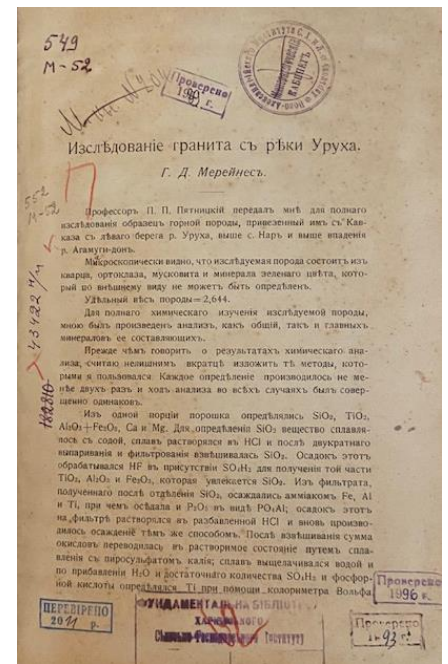 549
М-52
Проверено
Изслѣдованіе гранита съ рѣки Уруха.
Г. Д. Мерейнесъ.
552
М-52
43422
Профессоръ П. П. Пятницкій передалъ мнѣ для полнаго
изслѣдованія образецъ горной породы, привезенный имъ съ Кав-
каза съ лѣваго берега р. Уруха, выше с. Наръ и выше впаденія
р. Агамуги-донъ.
Микроскопически видно, что изслѣдуемая порода состоитъ изъ
кварца, ортоклаза, мусковита и минерала зеленаго цвѣта, кото-
рый по внѣшнему виду не можетъ быть опредѣленъ.
Удѣльный вѣсъ породы=2,644.
Для полнаго химическаго изученія изслѣдуемой породы,
мною былъ произведенъ анализъ, какъ общій, такъ и главныхъ
минераловъ ее составляющихъ.
Прежде чѣмъ говорить о результатахъ химическаго ана-
лиза, считаю нелишнимъ вкратцѣ изложить тѣ методы, кото-
рыми я пользовался. Каждое опредѣленіе производилось не ме-
нѣе двухъ разъ и ходъ анализа во всѣхъ случаяхъ былъ совер-
шенно одинаковъ.
Изъ одной порціи порошка опредѣлялись SiO₂, TiO₂,
Al₂O₃+Fe₂O₃, Ca и Mg. Для опредѣленія SiO₂ вещество сплавля-
лось съ содой, сплавъ растворялся въ HCl и послѣ двукратнаго
выпариванія и фильтрованія взвѣшивалась SiO₂. Осадокъ этотъ
обрабатывался HF въ присутствіи SO₄H₂ для полученія той части
TiO₂, Al₂O₃ и Fe₂O₃, которая увлекается SiO₂. Изъ фильтрата,
полученнаго послѣ отдѣленія SiO₂, осаждались амміакомъ Fe, Al
и Ti, при чемъ осѣдала и P₂O₅ въ видѣ PO₄Al; осадокъ этотъ
на фильтрѣ растворялся въ разбавленной HCl и вновь произво-
дилось осажденіе тѣмъ же способомъ. Послѣ взвѣшиванія сумма
окисловъ переводилась въ растворимое состояніе путемъ спла-
вленія съ пиросульфатомъ калія; сплавъ выщелачивался водой и
по прибавленіи H₂O и достаточнаго количества SO₄H₂ и фосфор-
ной кислоты опредѣлялся Ti при помощи колориметра Вольфа
Проверено
1996 г.
ПЕРЕВІРЕНО
20 р.
ФУНДАМЕНТАЛЬНА БІБЛІОТЕКА
ХАРКІВСЬКОГО
Проверено